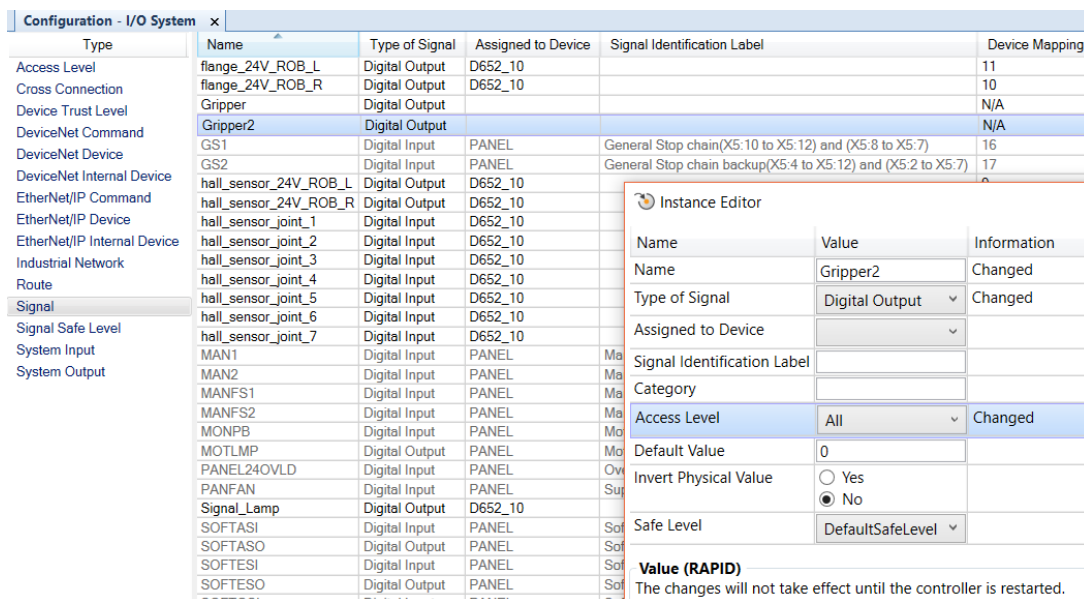 Configuration - I/O System x
Type Name Type of Signal Assigned to Device Signal Identification Label Device Mapping
Access Level
Cross Connection
Device Trust Level
DeviceNet Command
DeviceNet Device
DeviceNet Internal Device
EtherNet/IP Command
EtherNet/IP Device
EtherNet/IP Internal Device
Industrial Network
Route
Signal
Signal Safe Level
System Input
System Output
flange_24V_ROB_L Digital Output D652_10 11
flange_24V_ROB_R Digital Output D652_10 10
Gripper Digital Output N/A
Gripper2 Digital Output N/A
GS1 Digital Input PANEL General Stop chain(X5:10 to X5:12) and (X5:8 to X5:7) 16
GS2 Digital Input PANEL General Stop chain backup(X5:4 to X5:12) and (X5:2 to X5:7) 17
hall_sensor_24V_ROB_L Digital Output D652_10
hall_sensor_24V_ROB_R Digital Output D652_10
hall_sensor_joint_1 Digital Input D652_10
hall_sensor_joint_2 Digital Input D652_10
hall_sensor_joint_3 Digital Input D652_10
hall_sensor_joint_4 Digital Input D652_10
hall_sensor_joint_5 Digital Input D652_10
hall_sensor_joint_6 Digital Input D652_10
hall_sensor_joint_7 Digital Input D652_10
MAN1 Digital Input PANEL Ma
MAN2 Digital Input PANEL Ma
MANFS1 Digital Input PANEL Ma
MANFS2 Digital Input PANEL Ma
MONPB Digital Input PANEL Mo
MOTLMP Digital Output PANEL Mo
PANEL24OVLD Digital Input PANEL Ov
PANFAN Digital Input PANEL Sup
Signal_Lamp Digital Output D652_10
SOFTASI Digital Input PANEL Sof
SOFTASO Digital Output PANEL Sof
SOFTESI Digital Input PANEL Sof
SOFTESO Digital Output PANEL Sof
Instance Editor
Name Value Information
Name Gripper2 Changed
Type of Signal Digital Output Changed
Assigned to Device
Signal Identification Label
Category
Access Level All Changed
Default Value 0
Invert Physical Value Yes
No
Safe Level DefaultSafeLevel
Value (RAPID)
The changes will not take effect until the controller is restarted.